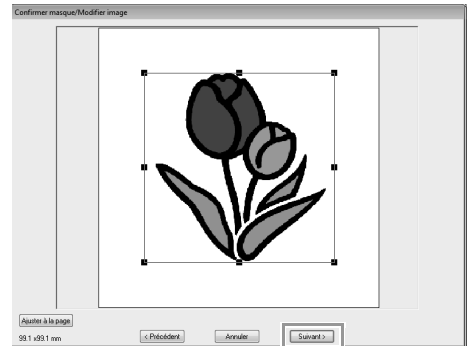 Confirmer masque/Modifier image
Ajuster à la page
99.1 x99.1 mm
< Précédent Annuler Suivant >